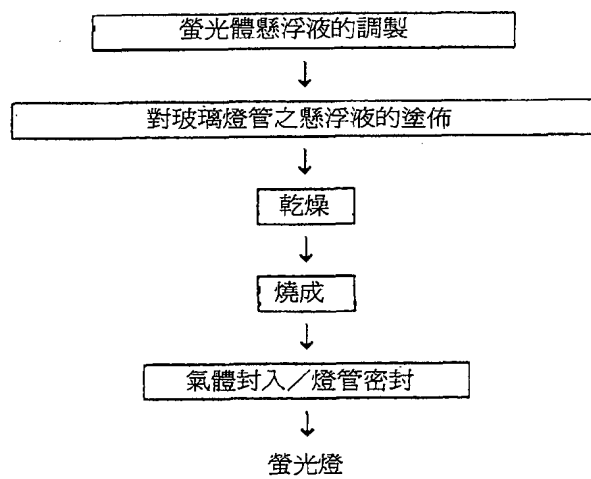 螢光體懸浮液的調製
↓
對玻璃燈管之懸浮液的塗佈
↓
乾燥
↓
燒成
↓
氣體封入／燈管密封
↓
螢光燈